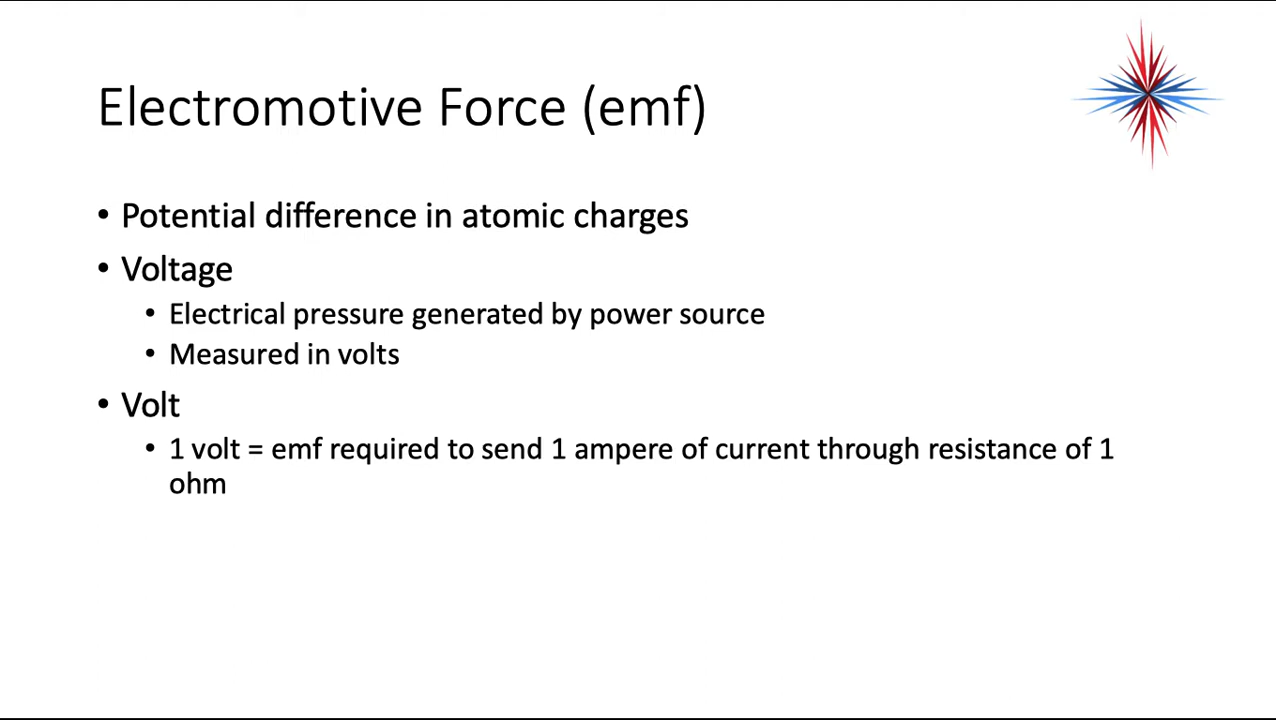 Electromotive Force (emf)
• Potential difference in atomic charges
• Voltage
• Electrical pressure generated by power source
• Measured in volts
• Volt
• 1 volt = emf required to send 1 ampere of current through resistance of 1
ohm